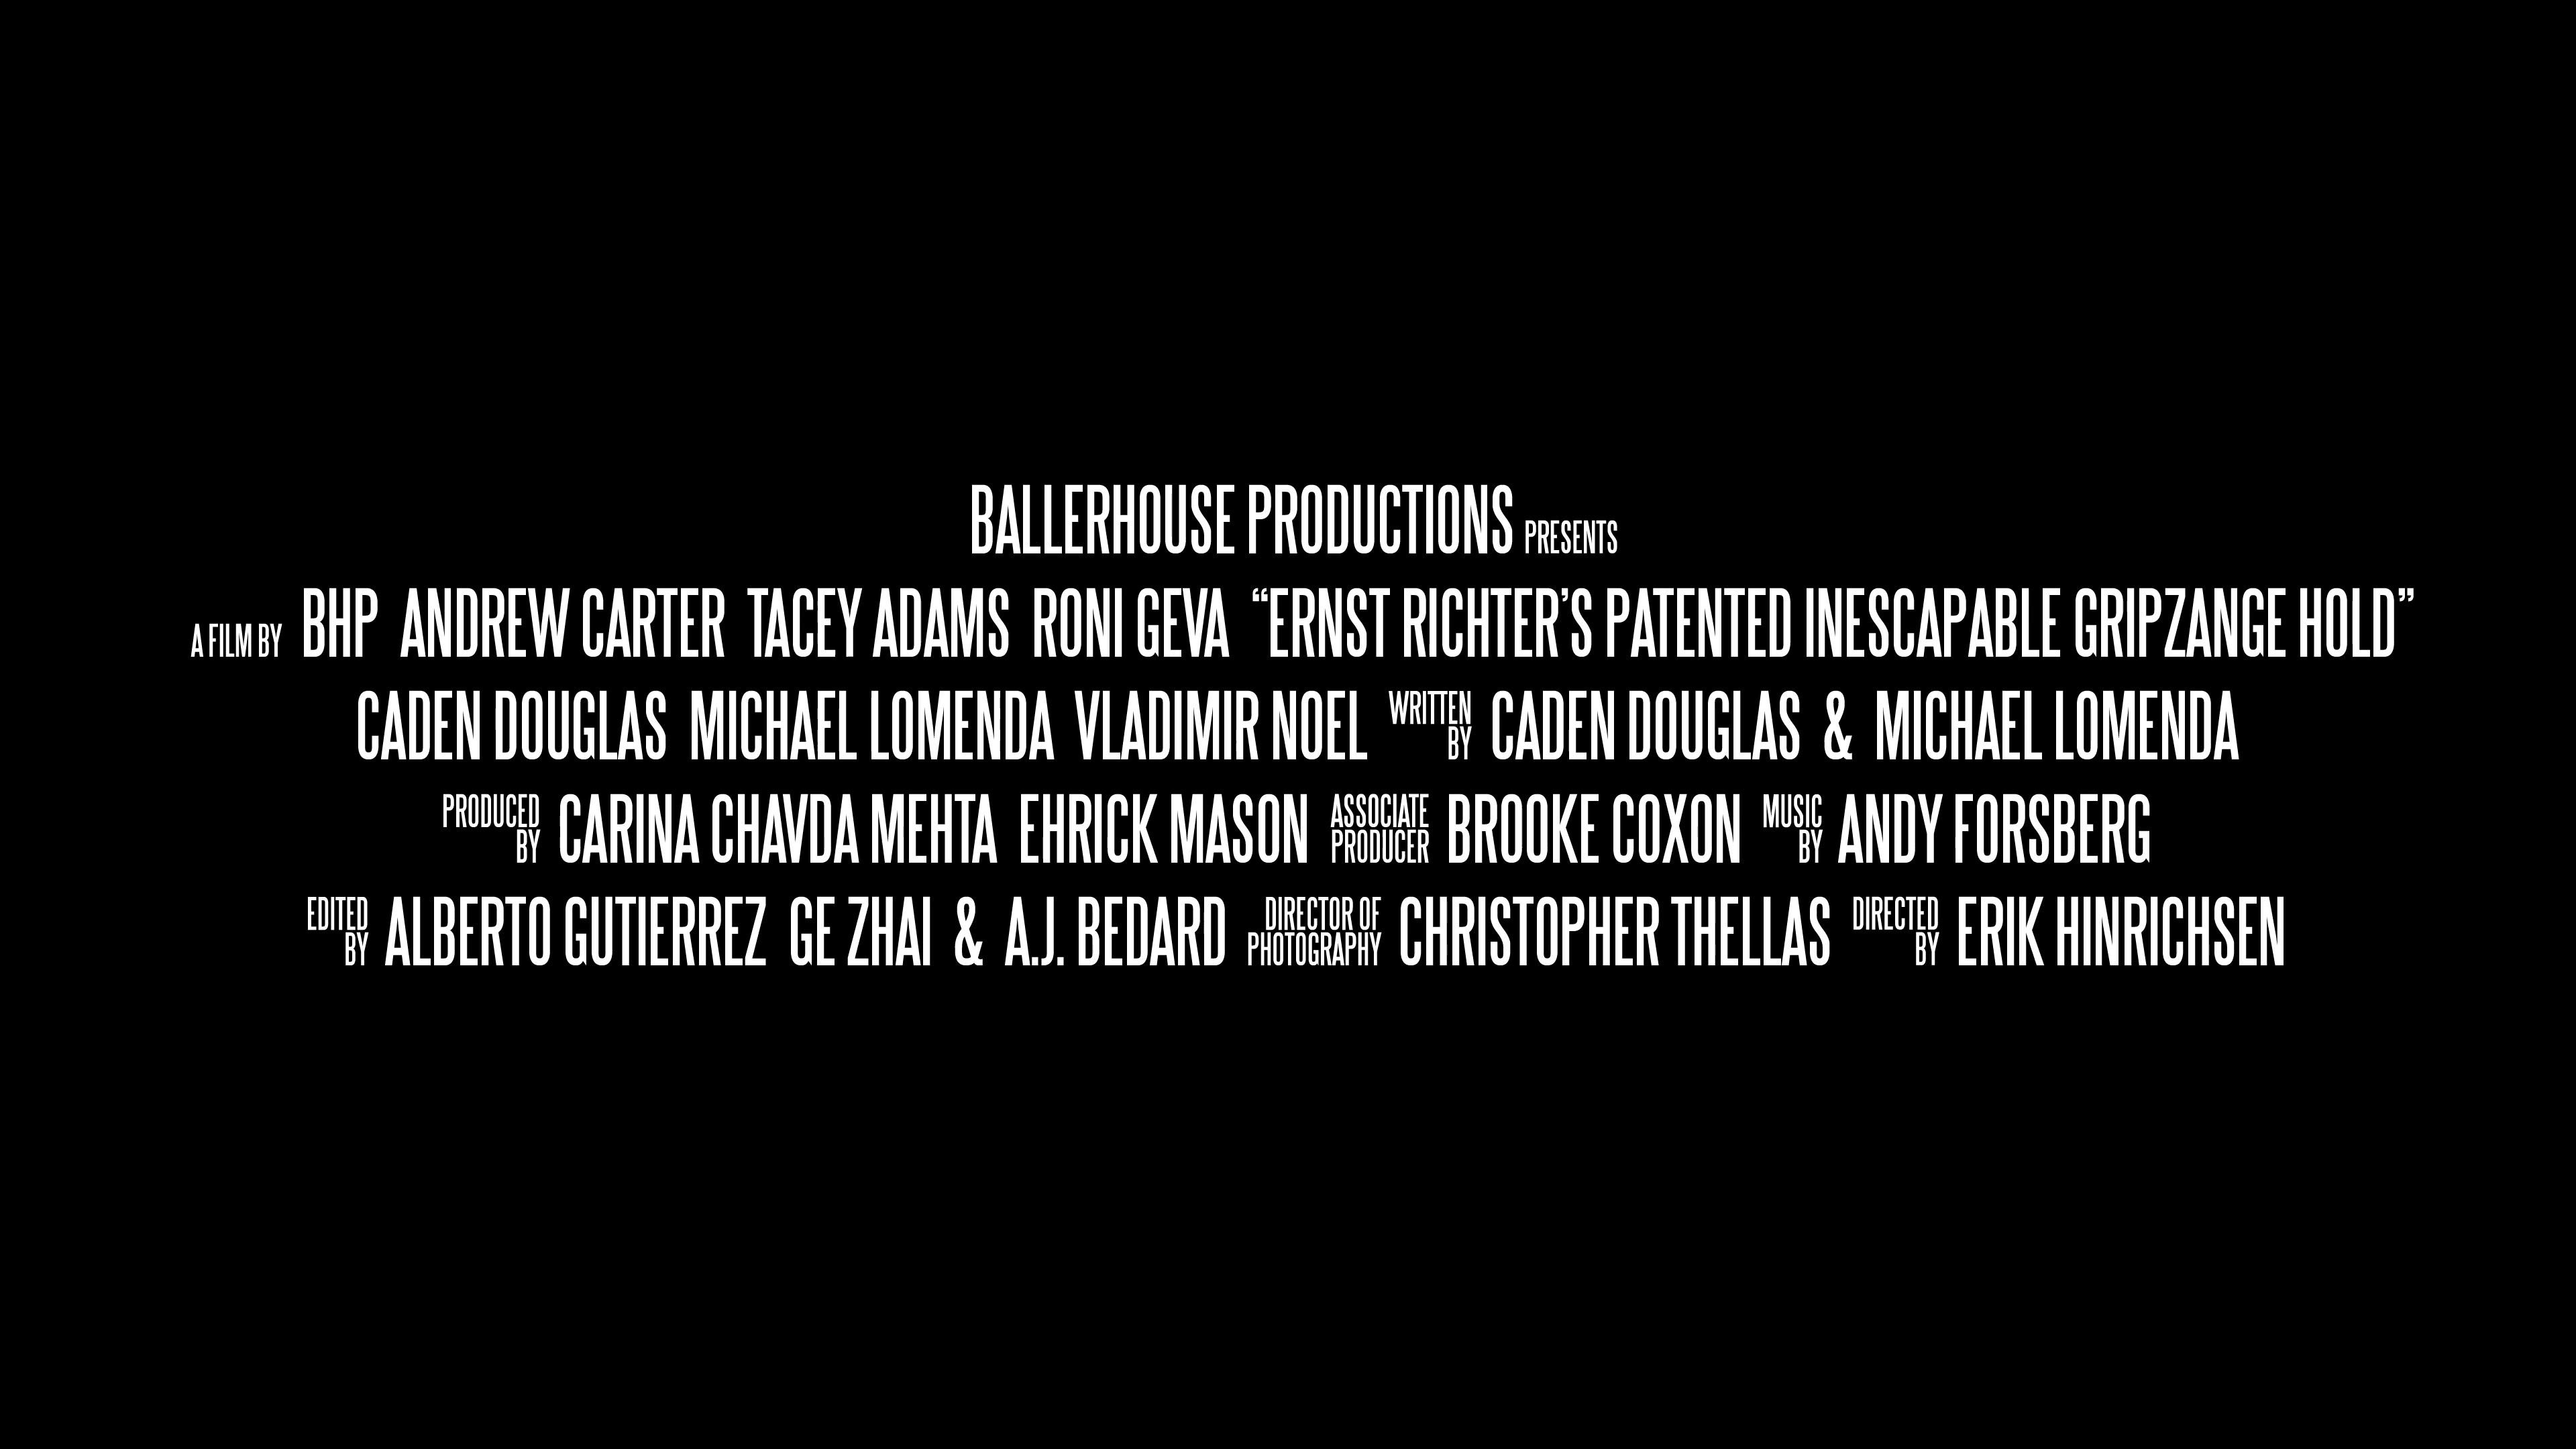 BALLERHOUSE PRODUCTIONS PRESENTS
A FILM BY BHP ANDREW CARTER TACEY ADAMS RONI GEVA “ERNST RICHTER’S PATENTED INESCAPABLE GRIPZANGE HOLD”
CADEN DOUGLAS MICHAEL LOMENDA VLADIMIR NOEL WRITTEN BY CADEN DOUGLAS & MICHAEL LOMENDA
PRODUCED BY CARINA CHAVDA MEHTA EHRICK MASON ASSOCIATE PRODUCER BROOKE COXON MUSIC BY ANDY FORSBERG
EDITED BY ALBERTO GUTIERREZ GE ZHAI & A.J. BEDARD DIRECTOR OF PHOTOGRAPHY CHRISTOPHER THELLAS DIRECTED BY ERIK HINRICHSEN